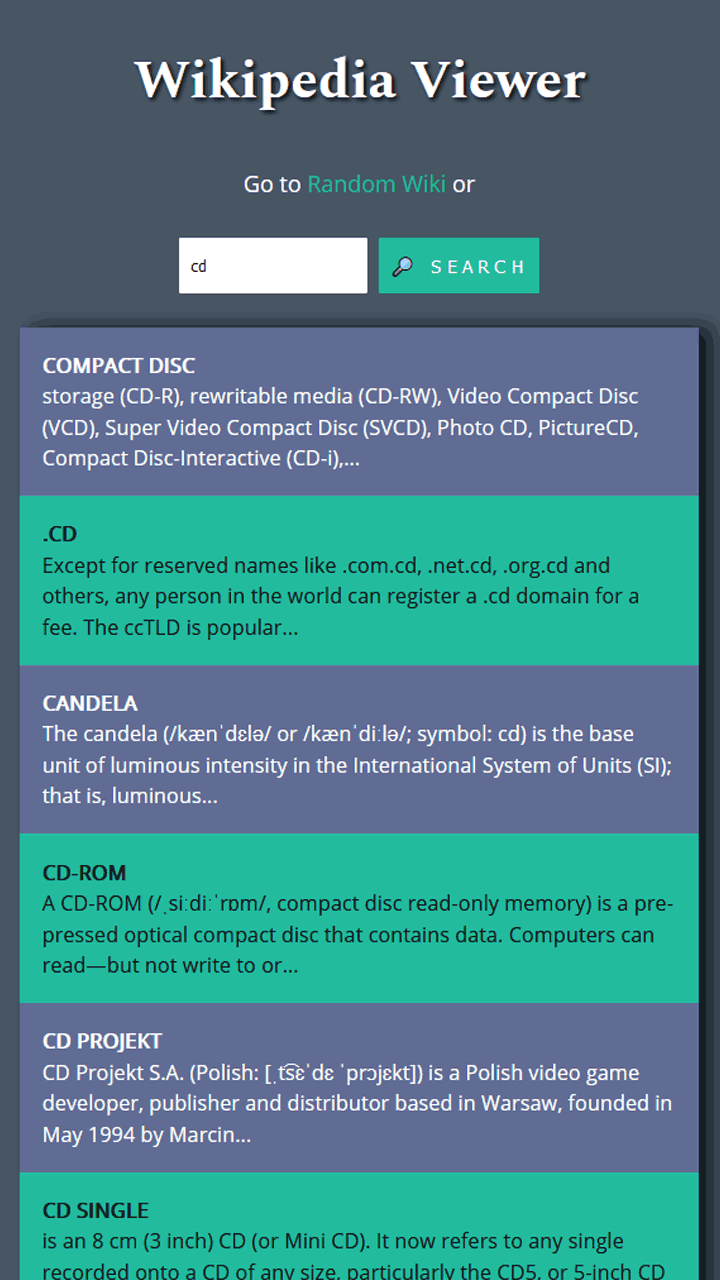 Wikipedia Viewer
Go to Random Wiki or
cd
SEARCH
COMPACT DISC
storage (CD-R), rewritable media (CD-RW), Video Compact Disc
(VCD), Super Video Compact Disc (SVCD), Photo CD, PictureCD,
Compact Disc-Interactive (CD-i),...
.CD
Except for reserved names like .com.cd, .net.cd, .org.cd and
others, any person in the world can register a .cd domain for a
fee. The ccTLD is popular...
CANDELA
The candela (/kænˈdɛlə/ or /kænˈdiːlə/; symbol: cd) is the base
unit of luminous intensity in the International System of Units (SI);
that is, luminous...
CD-ROM
A CD-ROM (/ˌsiːdiːˈrɒm/, compact disc read-only memory) is a pre-
pressed optical compact disc that contains data. Computers can
read—but not write to or...
CD PROJEKT
CD Projekt S.A. (Polish: [ˌt͡sɛˈdɛ ˈprɔjɛkt]) is a Polish video game
developer, publisher and distributor based in Warsaw, founded in
May 1994 by Marcin...
CD SINGLE
is an 8 cm (3 inch) CD (or Mini CD). It now refers to any single
recorded onto a CD of any size, particularly the CD5, or 5-inch CD